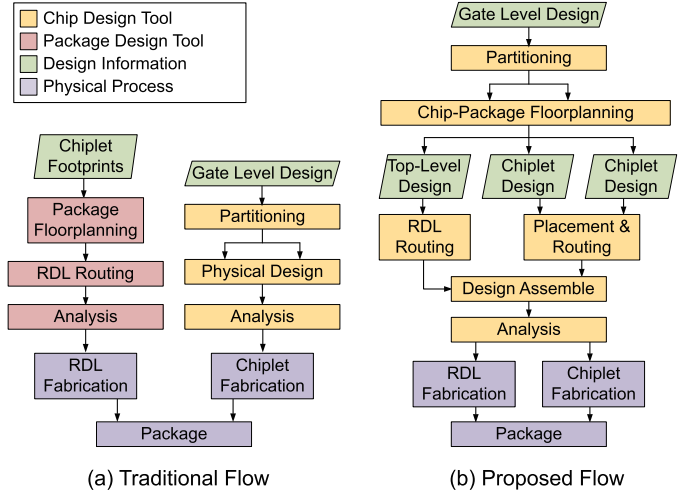 Chip Design Tool
Package Design Tool
Design Information
Physical Process
Chiplet
Footprints
Package
Floorplanning
RDL Routing
Analysis
RDL
Fabrication
Gate Level Design
Partitioning
Physical Design
Analysis
Chiplet
Fabrication
Package
(a) Traditional Flow
Gate Level Design
Partitioning
Chip-Package Floorplanning
Top-Level
Design
Chiplet
Design
Chiplet
Design
RDL
Routing
Placement &
Routing
Design Assemble
Analysis
RDL
Fabrication
Chiplet
Fabrication
Package
(b) Proposed Flow